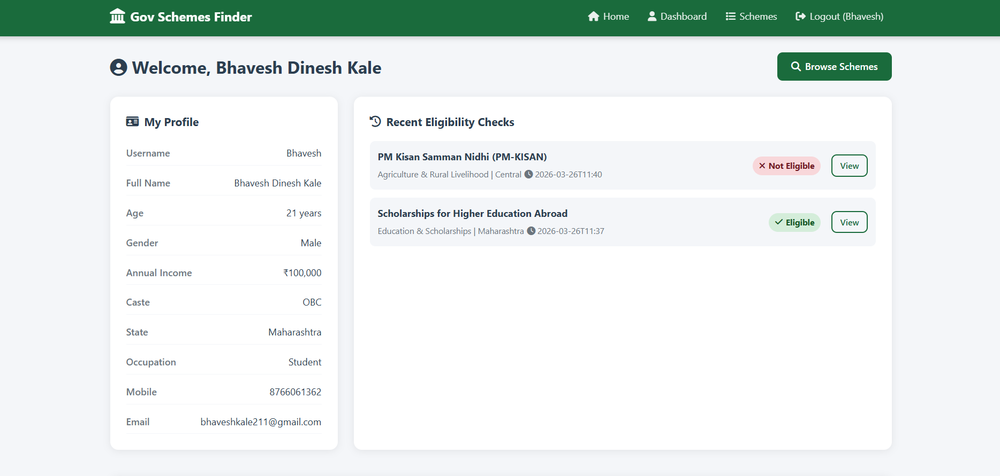 Gov Schemes Finder
Home Dashboard Schemes Logout (Bhavesh)
Welcome, Bhavesh Dinesh Kale
Browse Schemes
My Profile
Username Bhavesh
Full Name Bhavesh Dinesh Kale
Age 21 years
Gender Male
Annual Income ₹100,000
Caste OBC
State Maharashtra
Occupation Student
Mobile 8766061362
Email bhaveshkale211@gmail.com
Recent Eligibility Checks
PM Kisan Samman Nidhi (PM-KISAN)
Agriculture & Rural Livelihood | Central 2026-03-26T11:40
Not Eligible
View
Scholarships for Higher Education Abroad
Education & Scholarships | Maharashtra 2026-03-26T11:37
Eligible
View